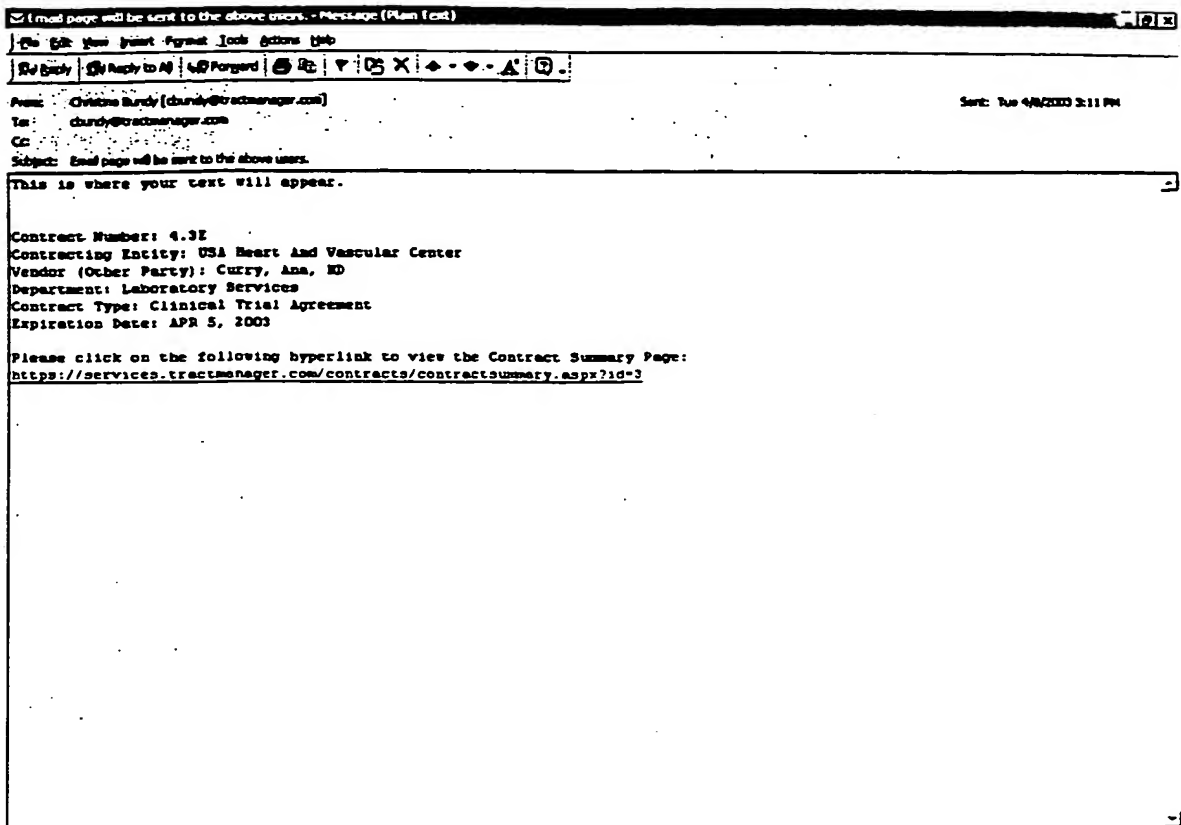 Email page will be sent to the above users. - Message (Plain Text)
File Edit View Insert Format Tools Actions Help
Reply Reply to All Forward
From: Christine Bundy [cbundy@tractmanager.com] Sent: Tue 4/8/2003 3:11 PM
To: cbundy@tractmanager.com
Cc:
Subject: Email page will be sent to the above users.
This is where your text will appear.
Contract Number: 4.3E
Contracting Entity: USA Heart And Vascular Center
Vendor (Other Party): Curry, Ana, MD
Department: Laboratory Services
Contract Type: Clinical Trial Agreement
Expiration Date: APR 5, 2003
Please click on the following hyperlink to view the Contract Summary Page:
https://services.tractmanager.com/contracts/contractsummary.aspx?id=3